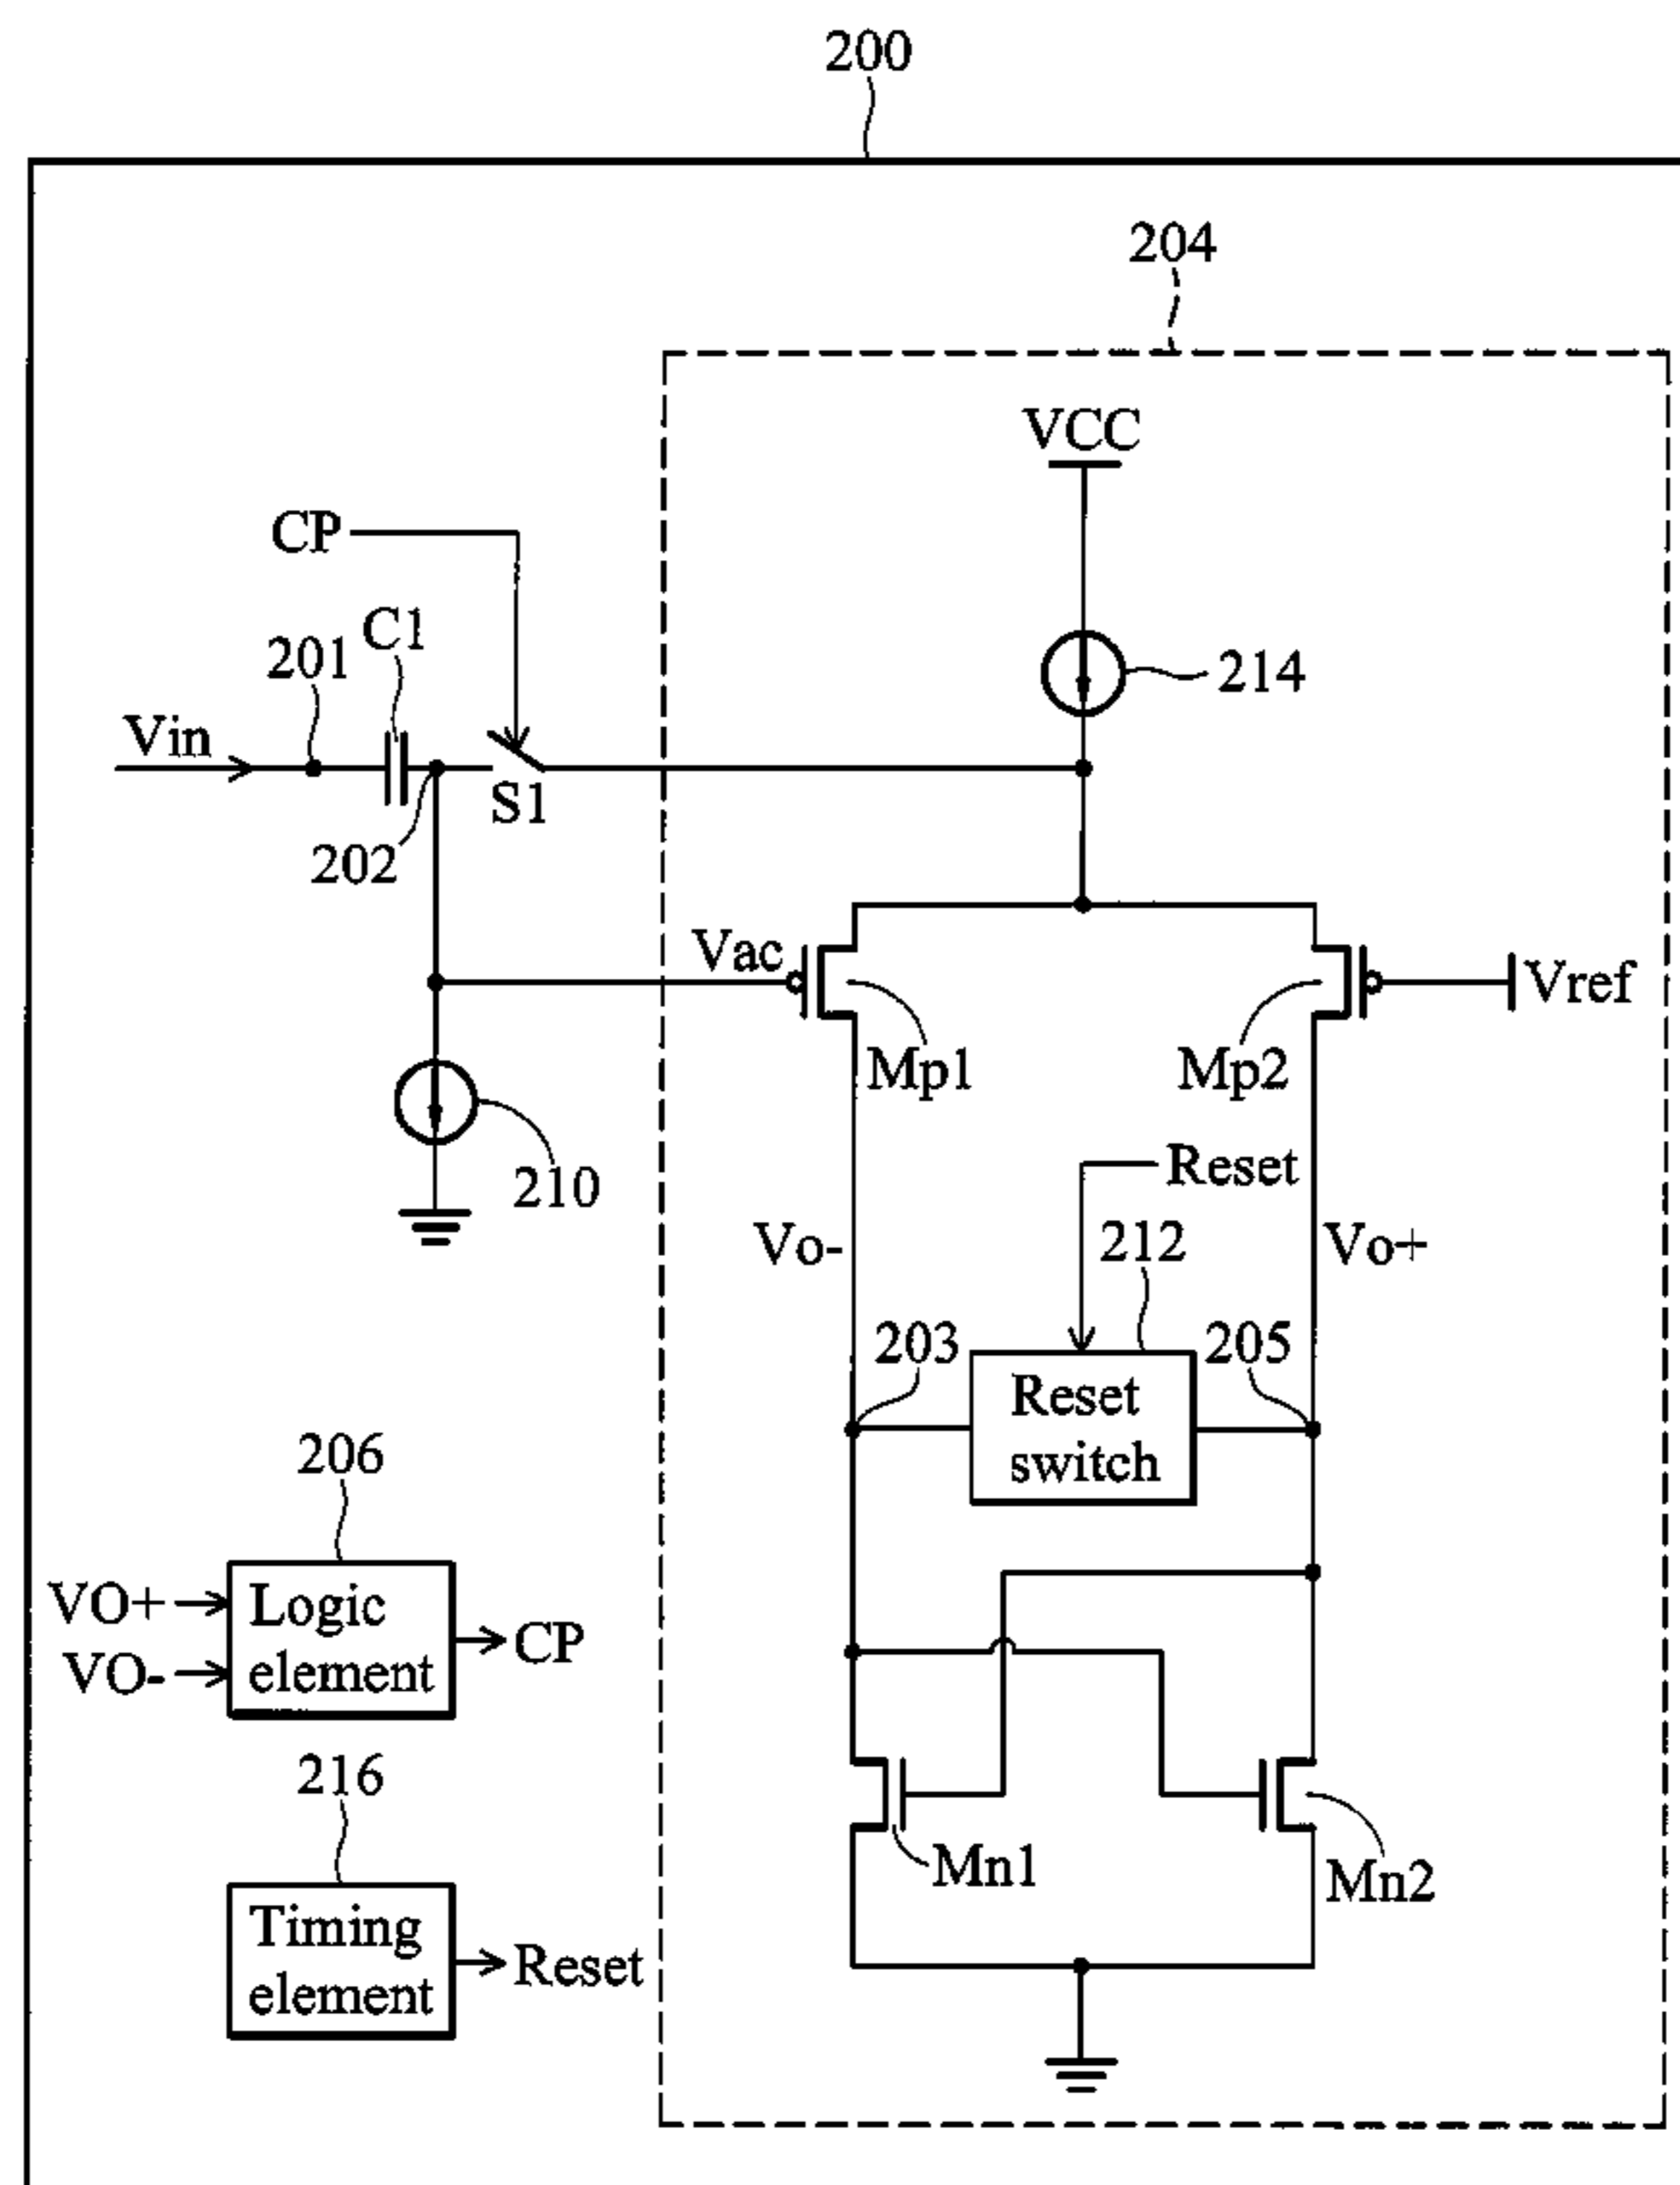 200
204
VCC
CP
C1
201
214
Vin
S1
202
Vac
Vref
Mp1
Mp2
Reset
210
Vo-
212
Vo+
203
205
Reset
switch
206
VO+
Logic
element
CP
VO-
216
Mn1
Mn2
Timing
element
Reset